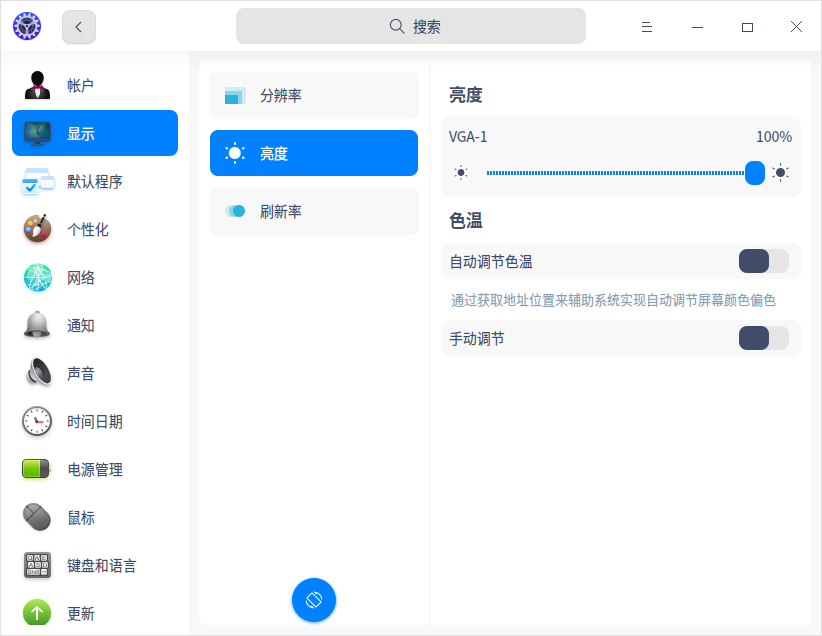 搜索
帐户
显示
默认程序
个性化
网络
通知
声音
时间日期
电源管理
鼠标
键盘和语言
更新
分辨率
亮度
刷新率
亮度
VGA-1 100%
色温
自动调节色温
通过获取地址位置来辅助系统实现自动调节屏幕颜色偏色
手动调节